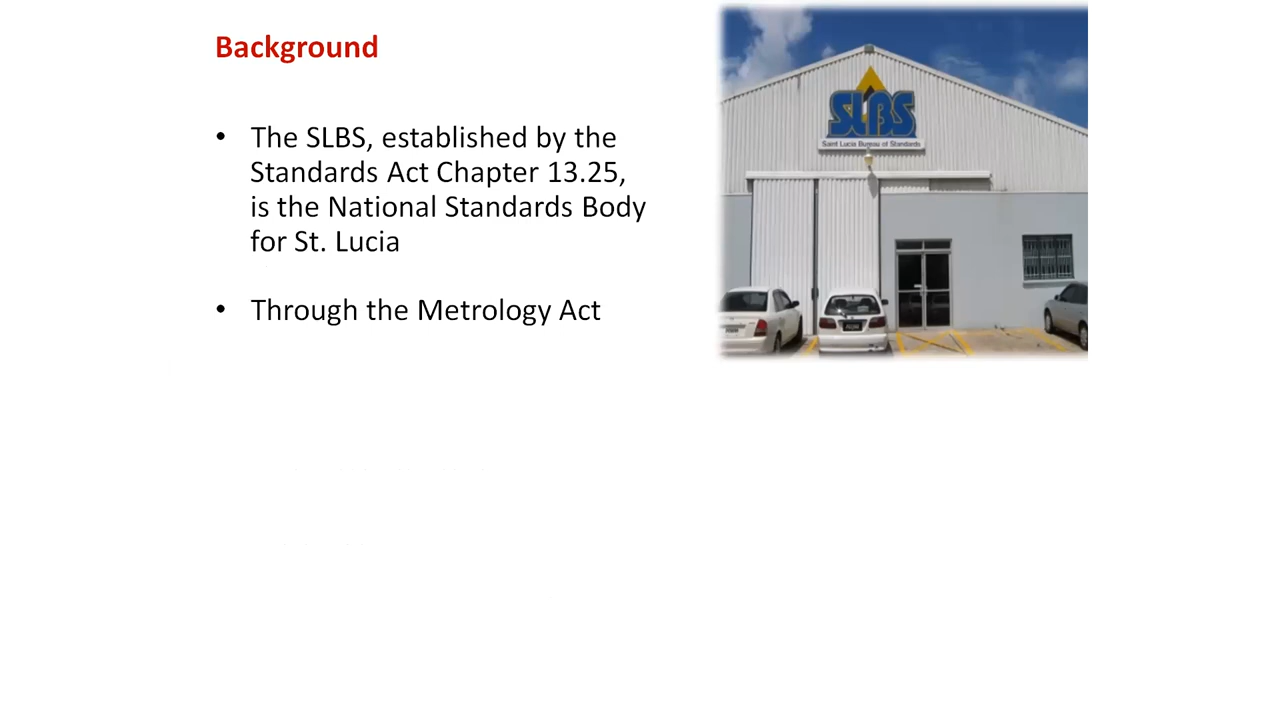 Background
• The SLBS, established by the
Standards Act Chapter 13.25,
is the National Standards Body
for St. Lucia
• Through the Metrology Act
SLBS
Saint Lucia Bureau of Standards